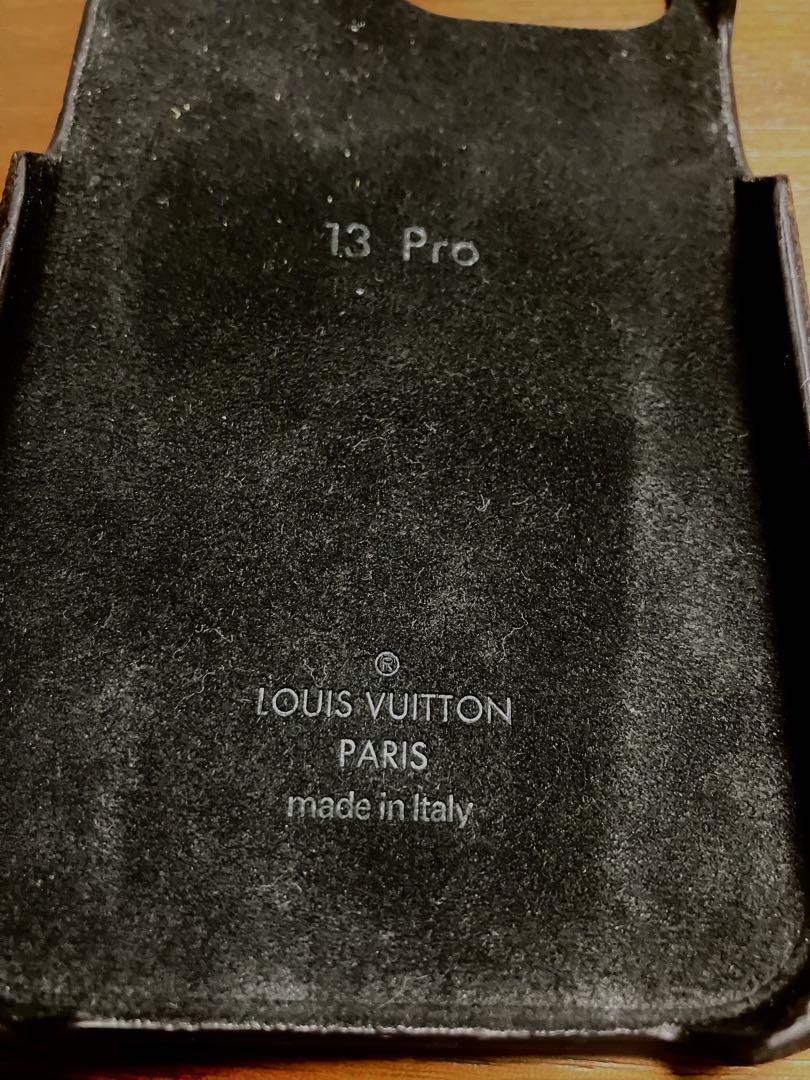 13 Pro
®
LOUIS VUITTON
PARIS
made in Italy